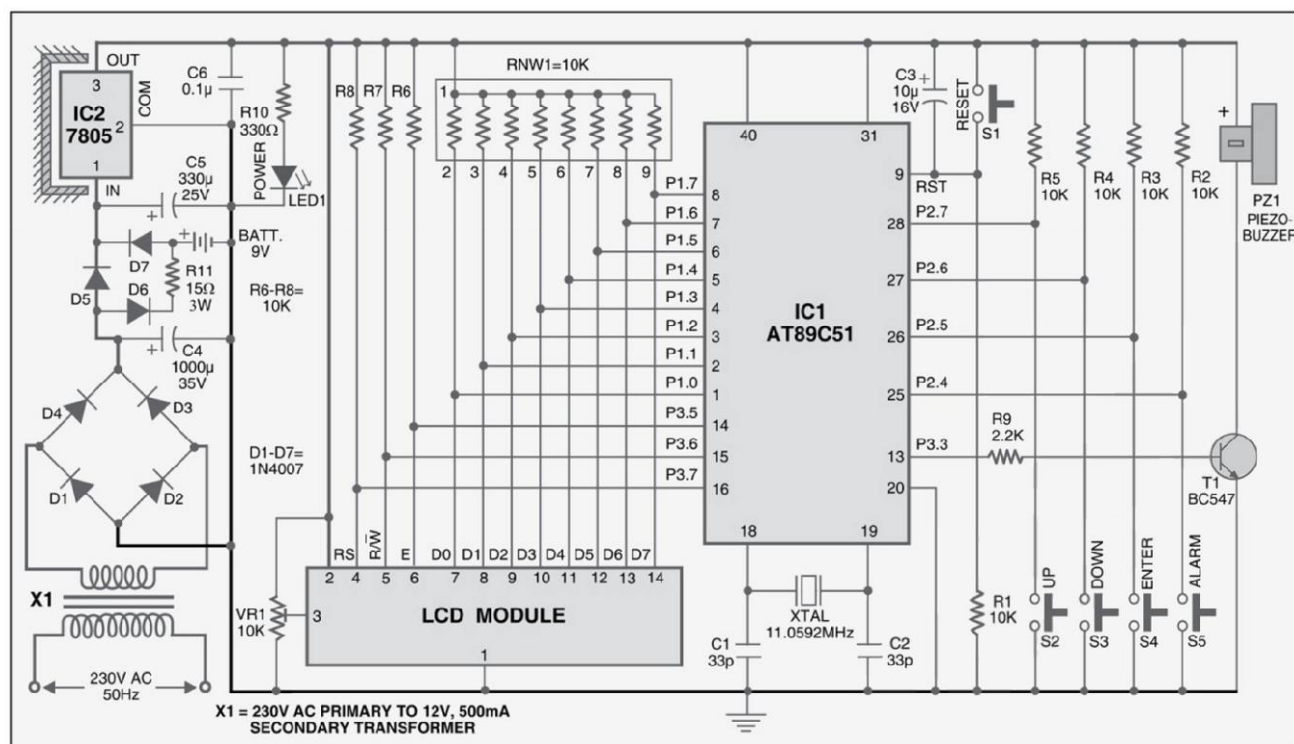 OUT
3
IC2
7805
COM
2
1
IN
C6
0.1µ
R10
330Ω
POWER
LED1
C5
330µ
25V
BATT.
9V
D7
R11
15Ω
3W
D5
D6
C4
1000µ
35V
R6-R8=
10K
D4
D3
D1
D2
D1-D7=
1N4007
X1
230V AC
50Hz
X1 = 230V AC PRIMARY TO 12V, 500mA
SECONDARY TRANSFORMER
R8 R7 R6
RNW1=10K
1
2 3 4 5 6 7 8 9
P1.7 8
P1.6 7
P1.5 6
P1.4 5
P1.3 4
P1.2 3
P1.1 2
P1.0 1
P3.5 14
P3.6 15
P3.7 16
40 31
IC1
AT89C51
9 RST
28 P2.7
27 P2.6
26 P2.5
25 P2.4
13 P3.3
20
18 19
RS R/W E D0 D1 D2 D3 D4 D5 D6 D7
2 4 5 6 7 8 9 10 11 12 13 14
VR1
10K
3
LCD MODULE
1
XTAL
11.0592MHz
C1
33p
C2
33p
C3
10µ
16V
RESET
S1
R5
10K
R4
10K
R3
10K
R2
10K
+
PZ1
PIEZO-
BUZZER
R9
2.2K
T1
BC547
R1
10K
UP
S2
DOWN
S3
ENTER
S4
ALARM
S5